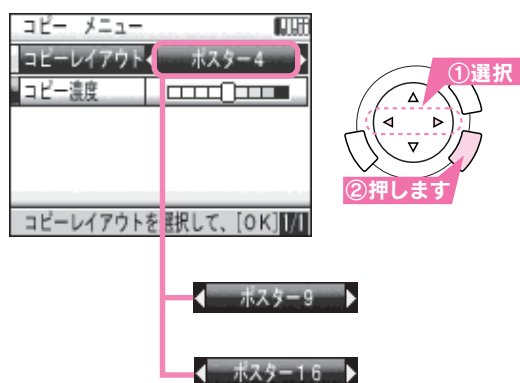 コピー メニュー
コピーレイアウト ポスター4
①選択
コピー濃度
②押します
コピーレイアウトを選択して、[OK]1/1
ポスター9
ポスター16